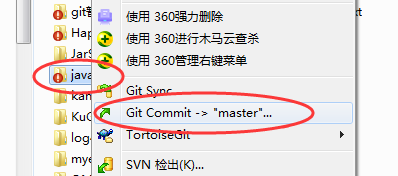 git
使用 360强力删除
Hap
使用 360进行木马云查杀
JarS
使用 360管理右键菜单
java
Git Sync...
kan
Git Commit -> "master"...
KuG
log
TortoiseGit
mye
SVN 检出(K)...